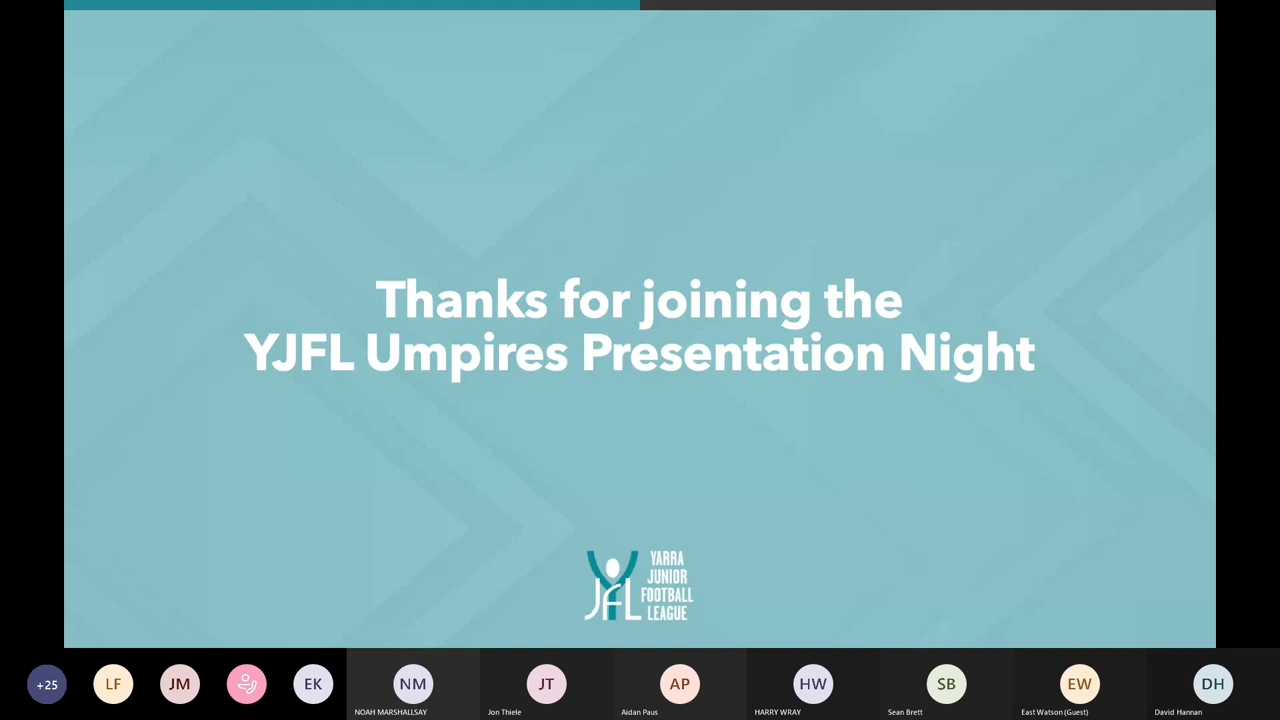 Thanks for joining the
YJFL Umpires Presentation Night
YJFL
YARRA
JUNIOR
FOOTBALL
LEAGUE
+25
LF
JM
EK
NM
JT
AP
HW
SB
EW
DH
NOAH MARSHALLSAY
Jon Thiele
Aidan Paus
HARRY WRAY
Sean Brett
East Watson (Guest)
David Hannan